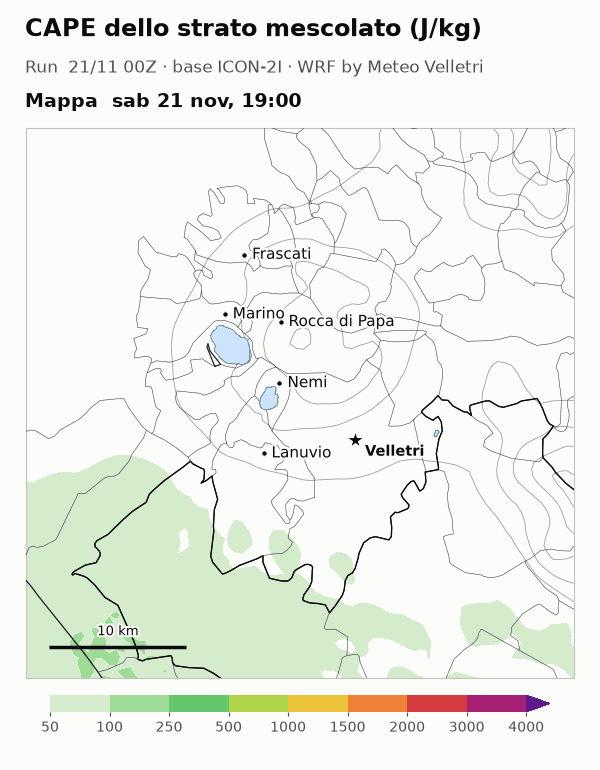 CAPE dello strato mescolato (J/kg)
Run  21/11 00Z · base ICON-2I · WRF by Meteo Velletri
Mappa  sab 21 nov, 19:00
Frascati
Marino
Rocca di Papa
Nemi
Velletri
Lanuvio
10 km
50 100 250 500 1000 1500 2000 3000 4000